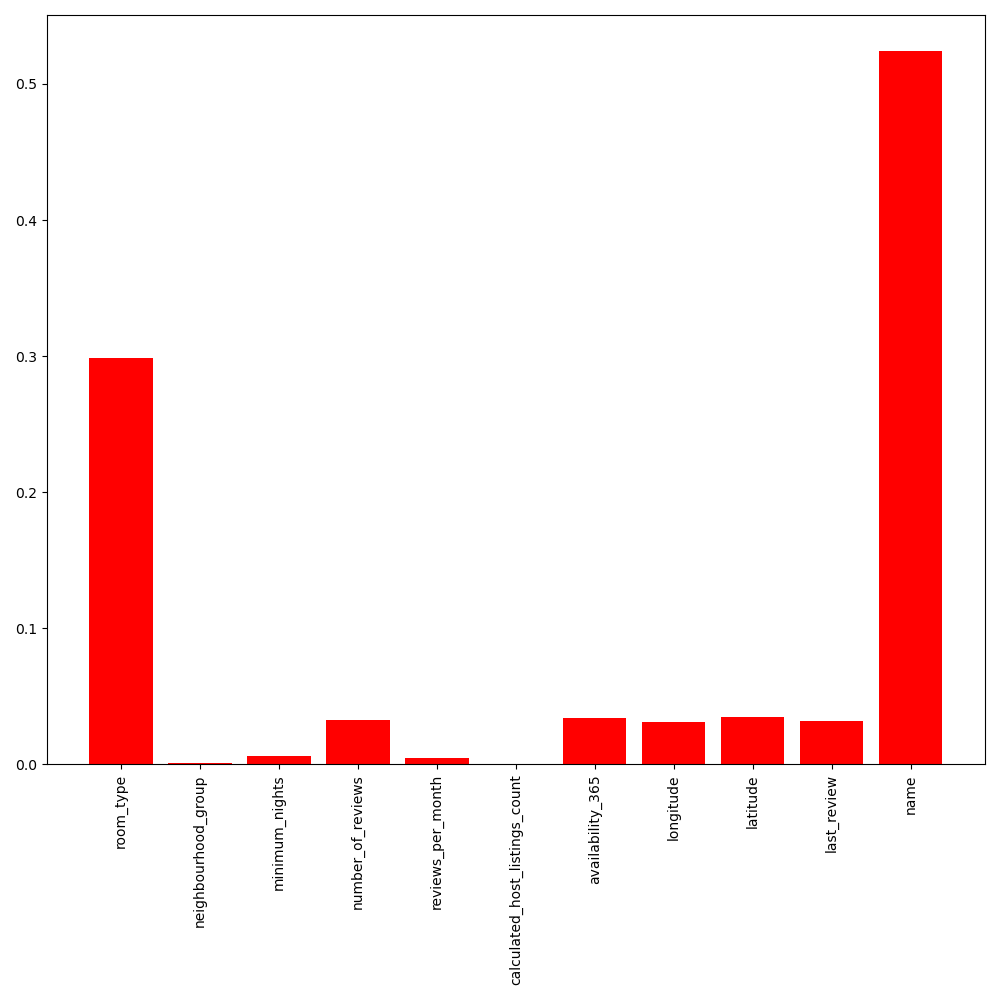 0.5
0.4
0.3
0.2
0.1
0.0
room_type
neighbourhood_group
minimum_nights
number_of_reviews
reviews_per_month
calculated_host_listings_count
availability_365
longitude
latitude
last_review
name